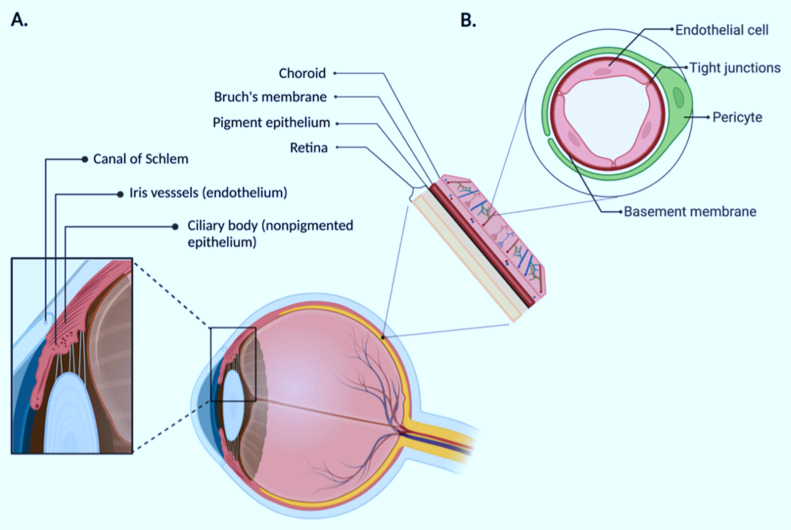 A.
B.
Endothelial cell
Tight junctions
Pericyte
Basement membrane
Choroid
Bruch's membrane
Pigment epithelium
Retina
Canal of Schlem
Iris vesssels (endothelium)
Ciliary body (nonpigmented
epithelium)